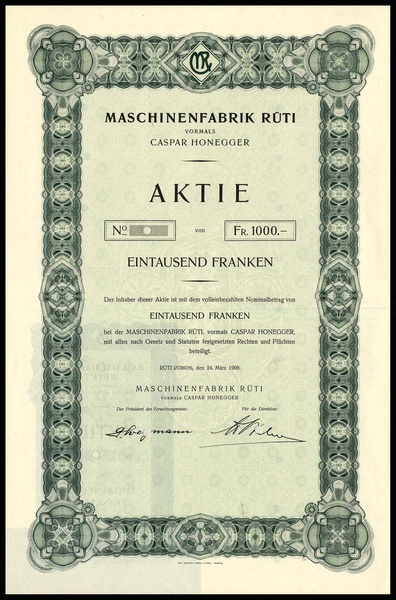 MR
MASCHINENFABRIK RÜTI
VORMALS
CASPAR HONEGGER
AKTIE
No von FR. 1000.–
EINTAUSEND FRANKEN
Der Inhaber dieser Aktie ist mit dem volleinbezahlten Nominalbetrag von
EINTAUSEND FRANKEN
bei der MASCHINENFABRIK RÜTI, vormals CASPAR HONEGGER,
mit allen nach Gesetz und Statuten festgesetzten Rechten und Pflichten
beteiligt.
RÜTI (ZÜRICH), den 24. März 1909.
MASCHINENFABRIK RÜTI
VORMALS CASPAR HONEGGER
Der Präsident des Verwaltungsrates: Für die Direktion: